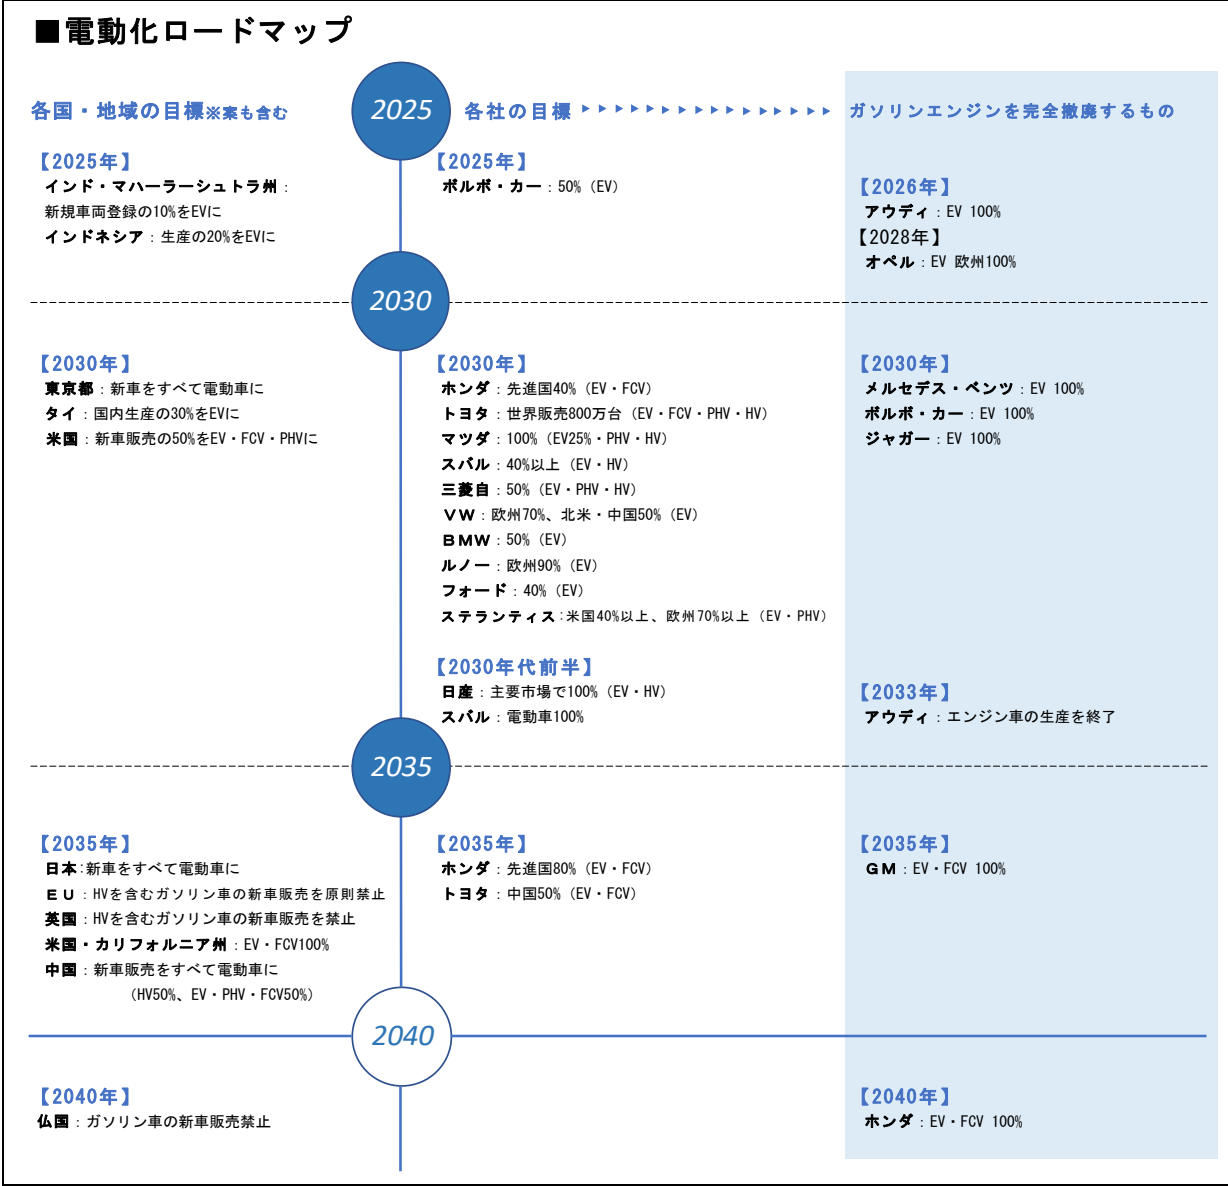 ■電動化ロードマップ
各国・地域の目標※案も含む
2025
各社の目標
ガソリンエンジンを完全撤廃するもの
【2025年】
インド・マハーラーシュトラ州：
新規車両登録の10%をEVに
インドネシア：生産の20%をEVに
【2025年】
ボルボ・カー：50%（EV）
【2026年】
アウディ：EV 100%
【2028年】
オペル：EV 欧州100%
2030
【2030年】
東京都：新車をすべて電動車に
タイ：国内生産の30%をEVに
米国：新車販売の50%をEV・FCV・PHVに
【2030年】
ホンダ：先進国40%（EV・FCV）
トヨタ：世界販売800万台（EV・FCV・PHV・HV）
マツダ：100%（EV25%・PHV・HV）
スバル：40%以上（EV・HV）
三菱自：50%（EV・PHV・HV）
ＶＷ：欧州70%、北米・中国50%（EV）
ＢＭＷ：50%（EV）
ルノー：欧州90%（EV）
フォード：40%（EV）
ステランティス：米国40%以上、欧州70%以上（EV・PHV）
【2030年代前半】
日産：主要市場で100%（EV・HV）
スバル：電動車100%
【2030年】
メルセデス・ベンツ：EV 100%
ボルボ・カー：EV 100%
ジャガー：EV 100%
【2033年】
アウディ：エンジン車の生産を終了
2035
【2035年】
日本：新車をすべて電動車に
ＥＵ：HVを含むガソリン車の新車販売を原則禁止
英国：HVを含むガソリン車の新車販売を禁止
米国・カリフォルニア州：EV・FCV100%
中国：新車販売をすべて電動車に
（HV50%、EV・PHV・FCV50%）
【2035年】
ホンダ：先進国80%（EV・FCV）
トヨタ：中国50%（EV・FCV）
【2035年】
ＧＭ：EV・FCV 100%
2040
【2040年】
仏国：ガソリン車の新車販売禁止
【2040年】
ホンダ：EV・FCV 100%